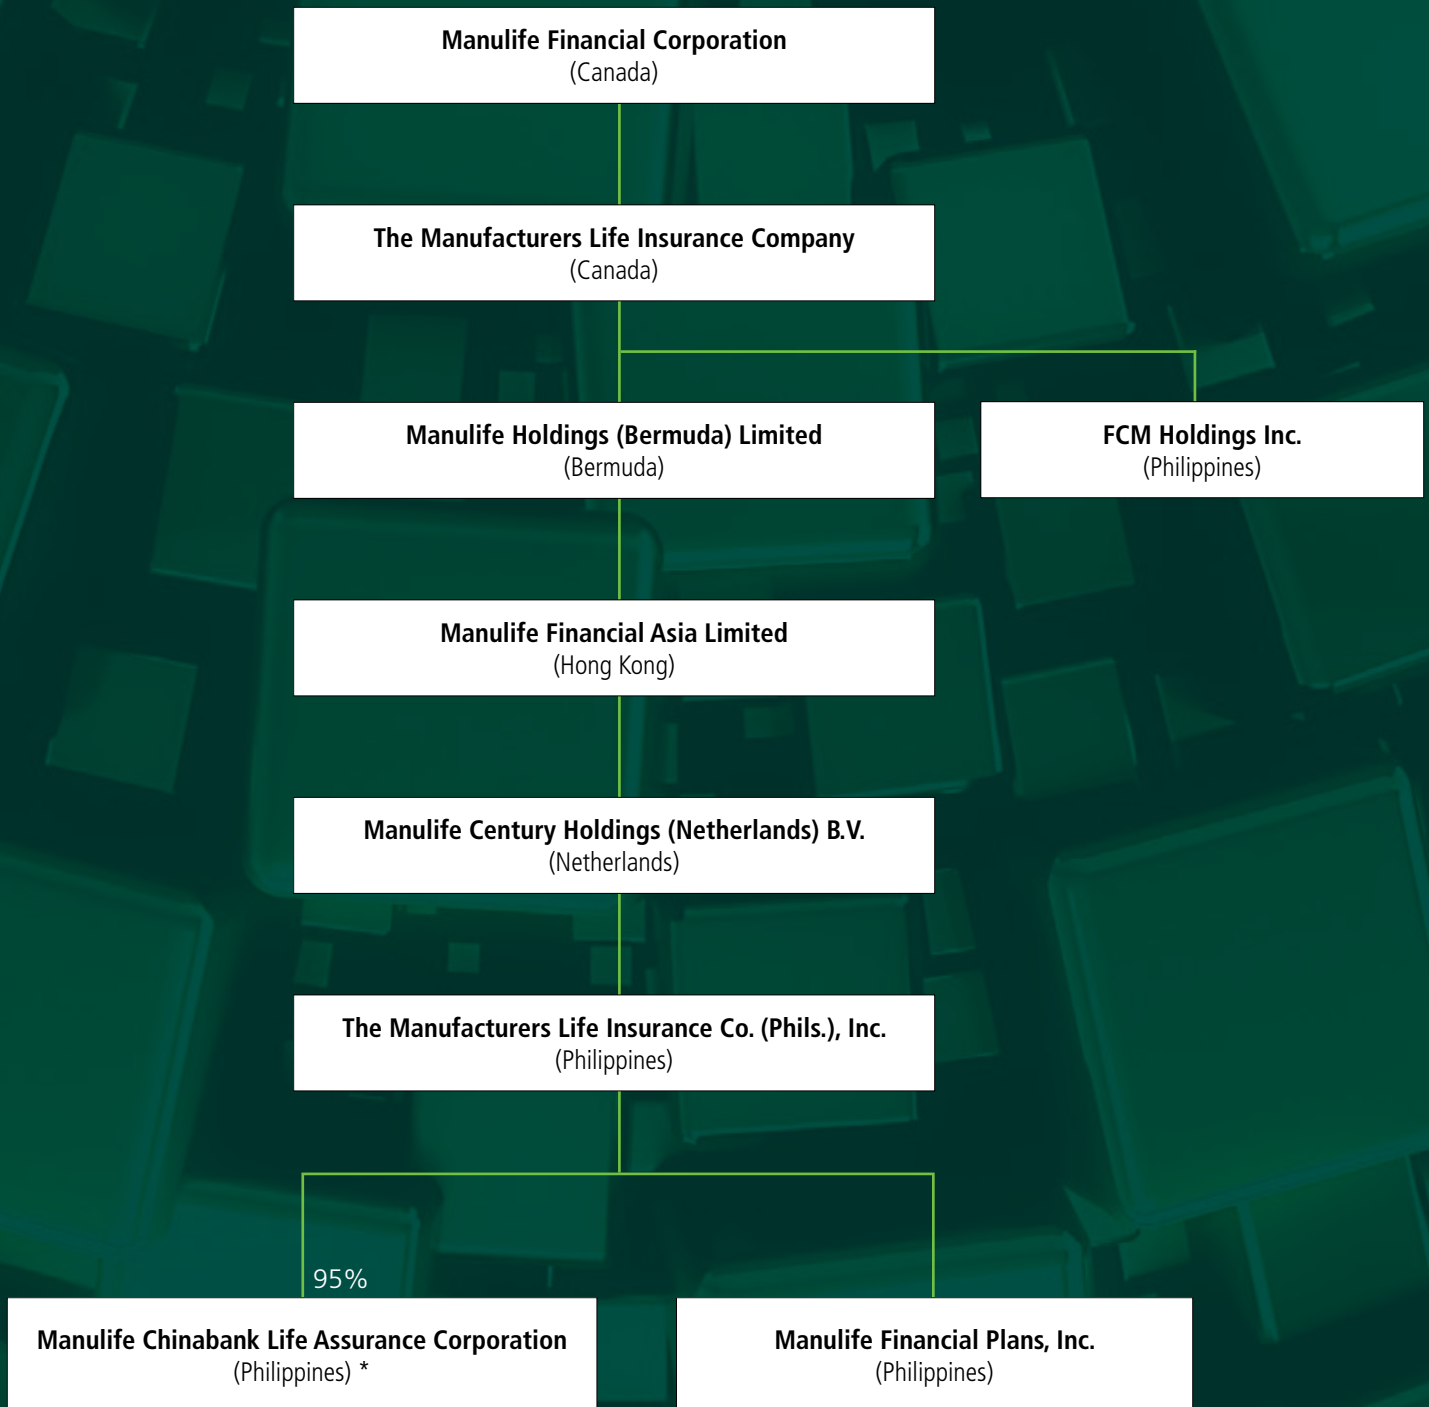 Manulife Financial Corporation
(Canada)
The Manufacturers Life Insurance Company
(Canada)
Manulife Holdings (Bermuda) Limited
(Bermuda)
FCM Holdings Inc.
(Philippines)
Manulife Financial Asia Limited
(Hong Kong)
Manulife Century Holdings (Netherlands) B.V.
(Netherlands)
The Manufacturers Life Insurance Co. (Phils.), Inc.
(Philippines)
95%
Manulife Chinabank Life Assurance Corporation
(Philippines) *
Manulife Financial Plans, Inc.
(Philippines)